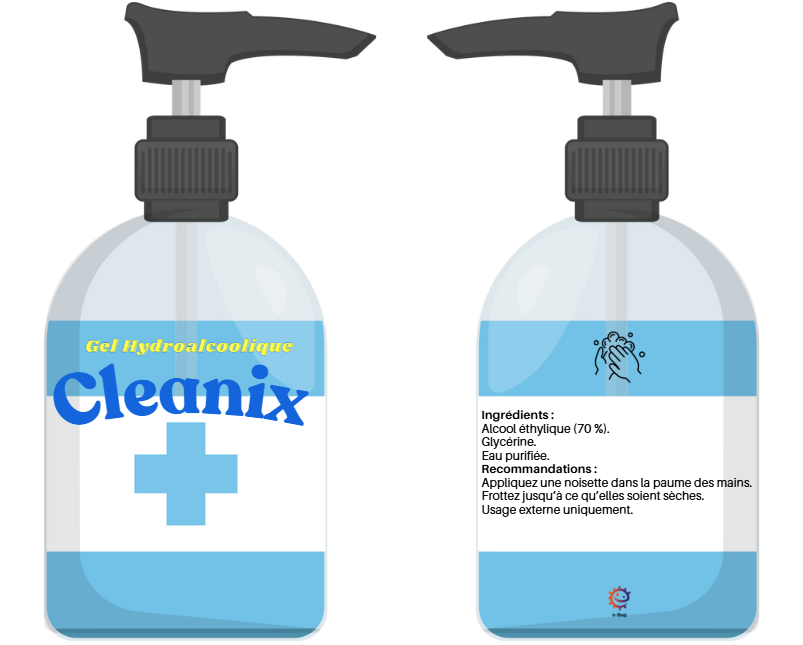 Gel Hydroalcoolique
Cleanix
Ingrédients :
Alcool éthylique (70 %).
Glycérine.
Eau purifiée.
Recommandations :
Appliquez une noisette dans la paume des mains.
Frottez jusqu'à ce qu'elles soient sèches.
Usage externe uniquement.
e-Bug